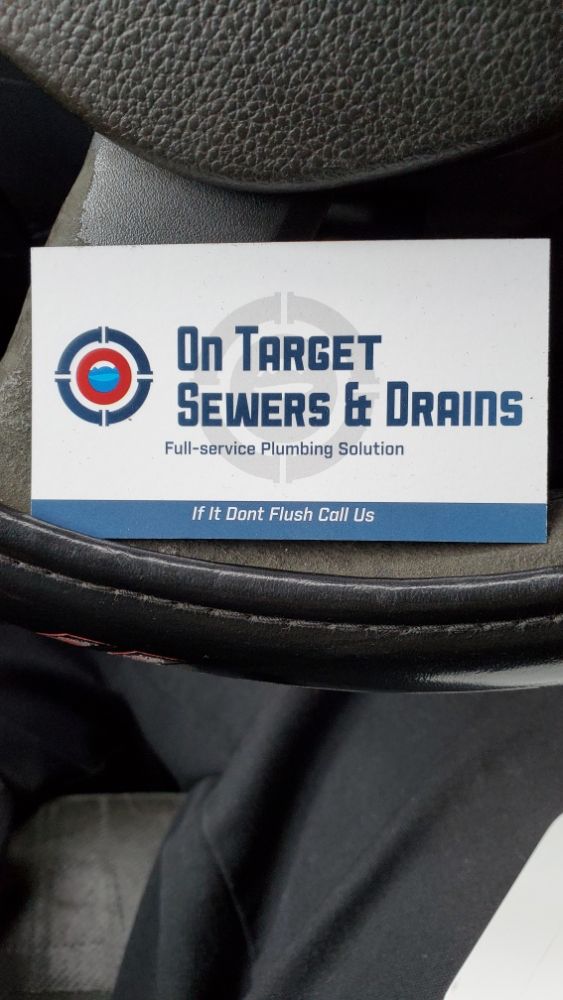 On Target
Sewers & Drains
Full-service Plumbing Solution
If It Dont Flush Call Us